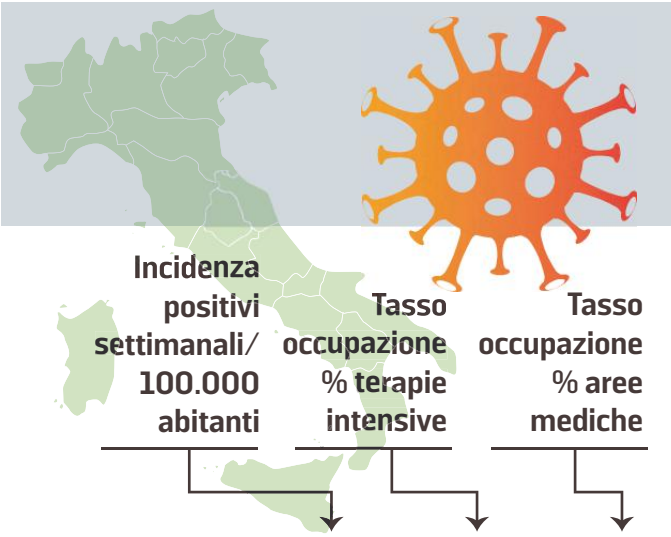 Incidenza
positivi
settimanali/
100.000
abitanti
Tasso
occupazione
% terapie
intensive
Tasso
occupazione
% aree
mediche